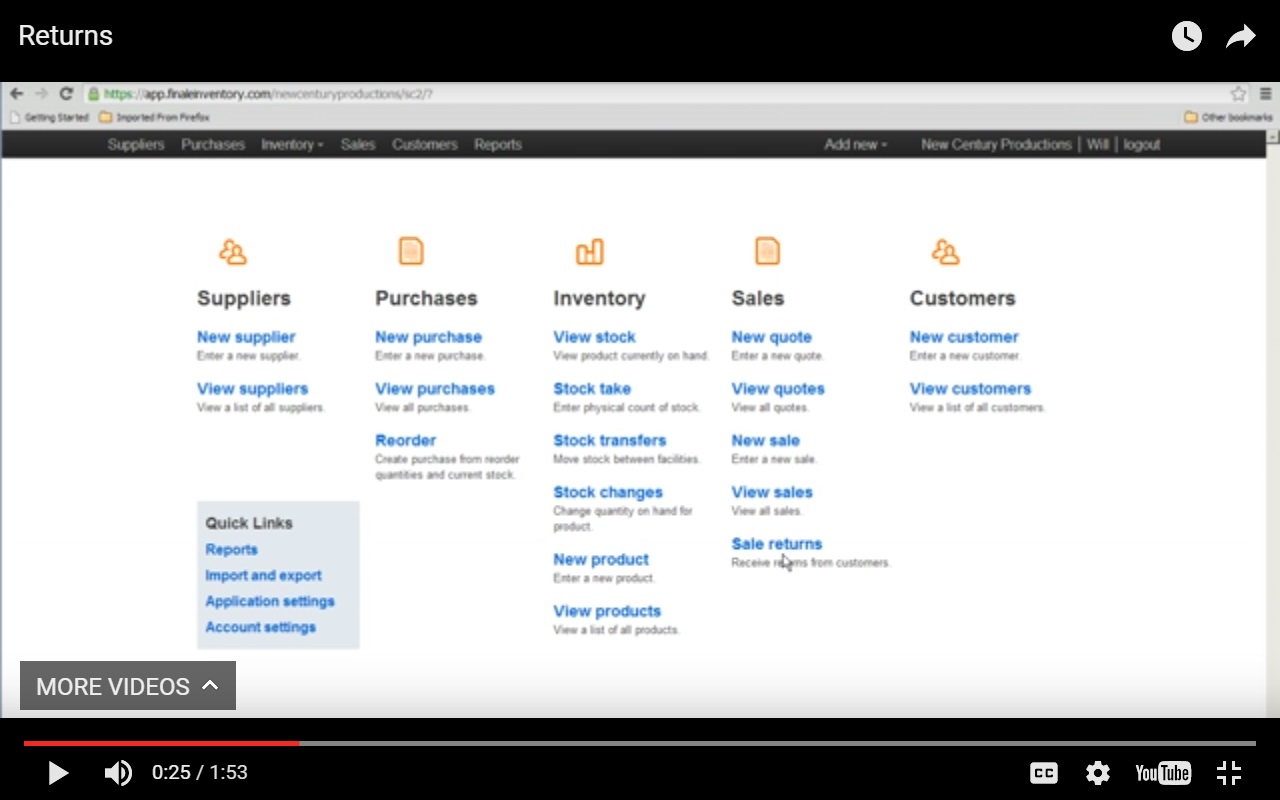 Returns
https://app.finaleinventory.com/newcenturyproductions/sc2/?
Getting Started Imported From Firefox Other bookmarks
Suppliers Purchases Inventory Sales Customers Reports Add new New Century Productions | Will | logout
Suppliers
New supplier
Enter a new supplier.
View suppliers
View a list of all suppliers.
Purchases
New purchase
Enter a new purchase.
View purchases
View all purchases.
Reorder
Create purchase from reorder
quantities and current stock.
Inventory
View stock
View product currently on hand.
Stock take
Enter physical count of stock.
Stock transfers
Move stock between facilities.
Stock changes
Change quantity on hand for
product.
New product
Enter a new product.
View products
View a list of all products.
Sales
New quote
Enter a new quote.
View quotes
View all quotes.
New sale
Enter a new sale.
View sales
View all sales.
Sale returns
Receive returns from customers.
Customers
New customer
Enter a new customer.
View customers
View a list of all customers.
Quick Links
Reports
Import and export
Application settings
Account settings
MORE VIDEOS
0:25 / 1:53 CC YouTube